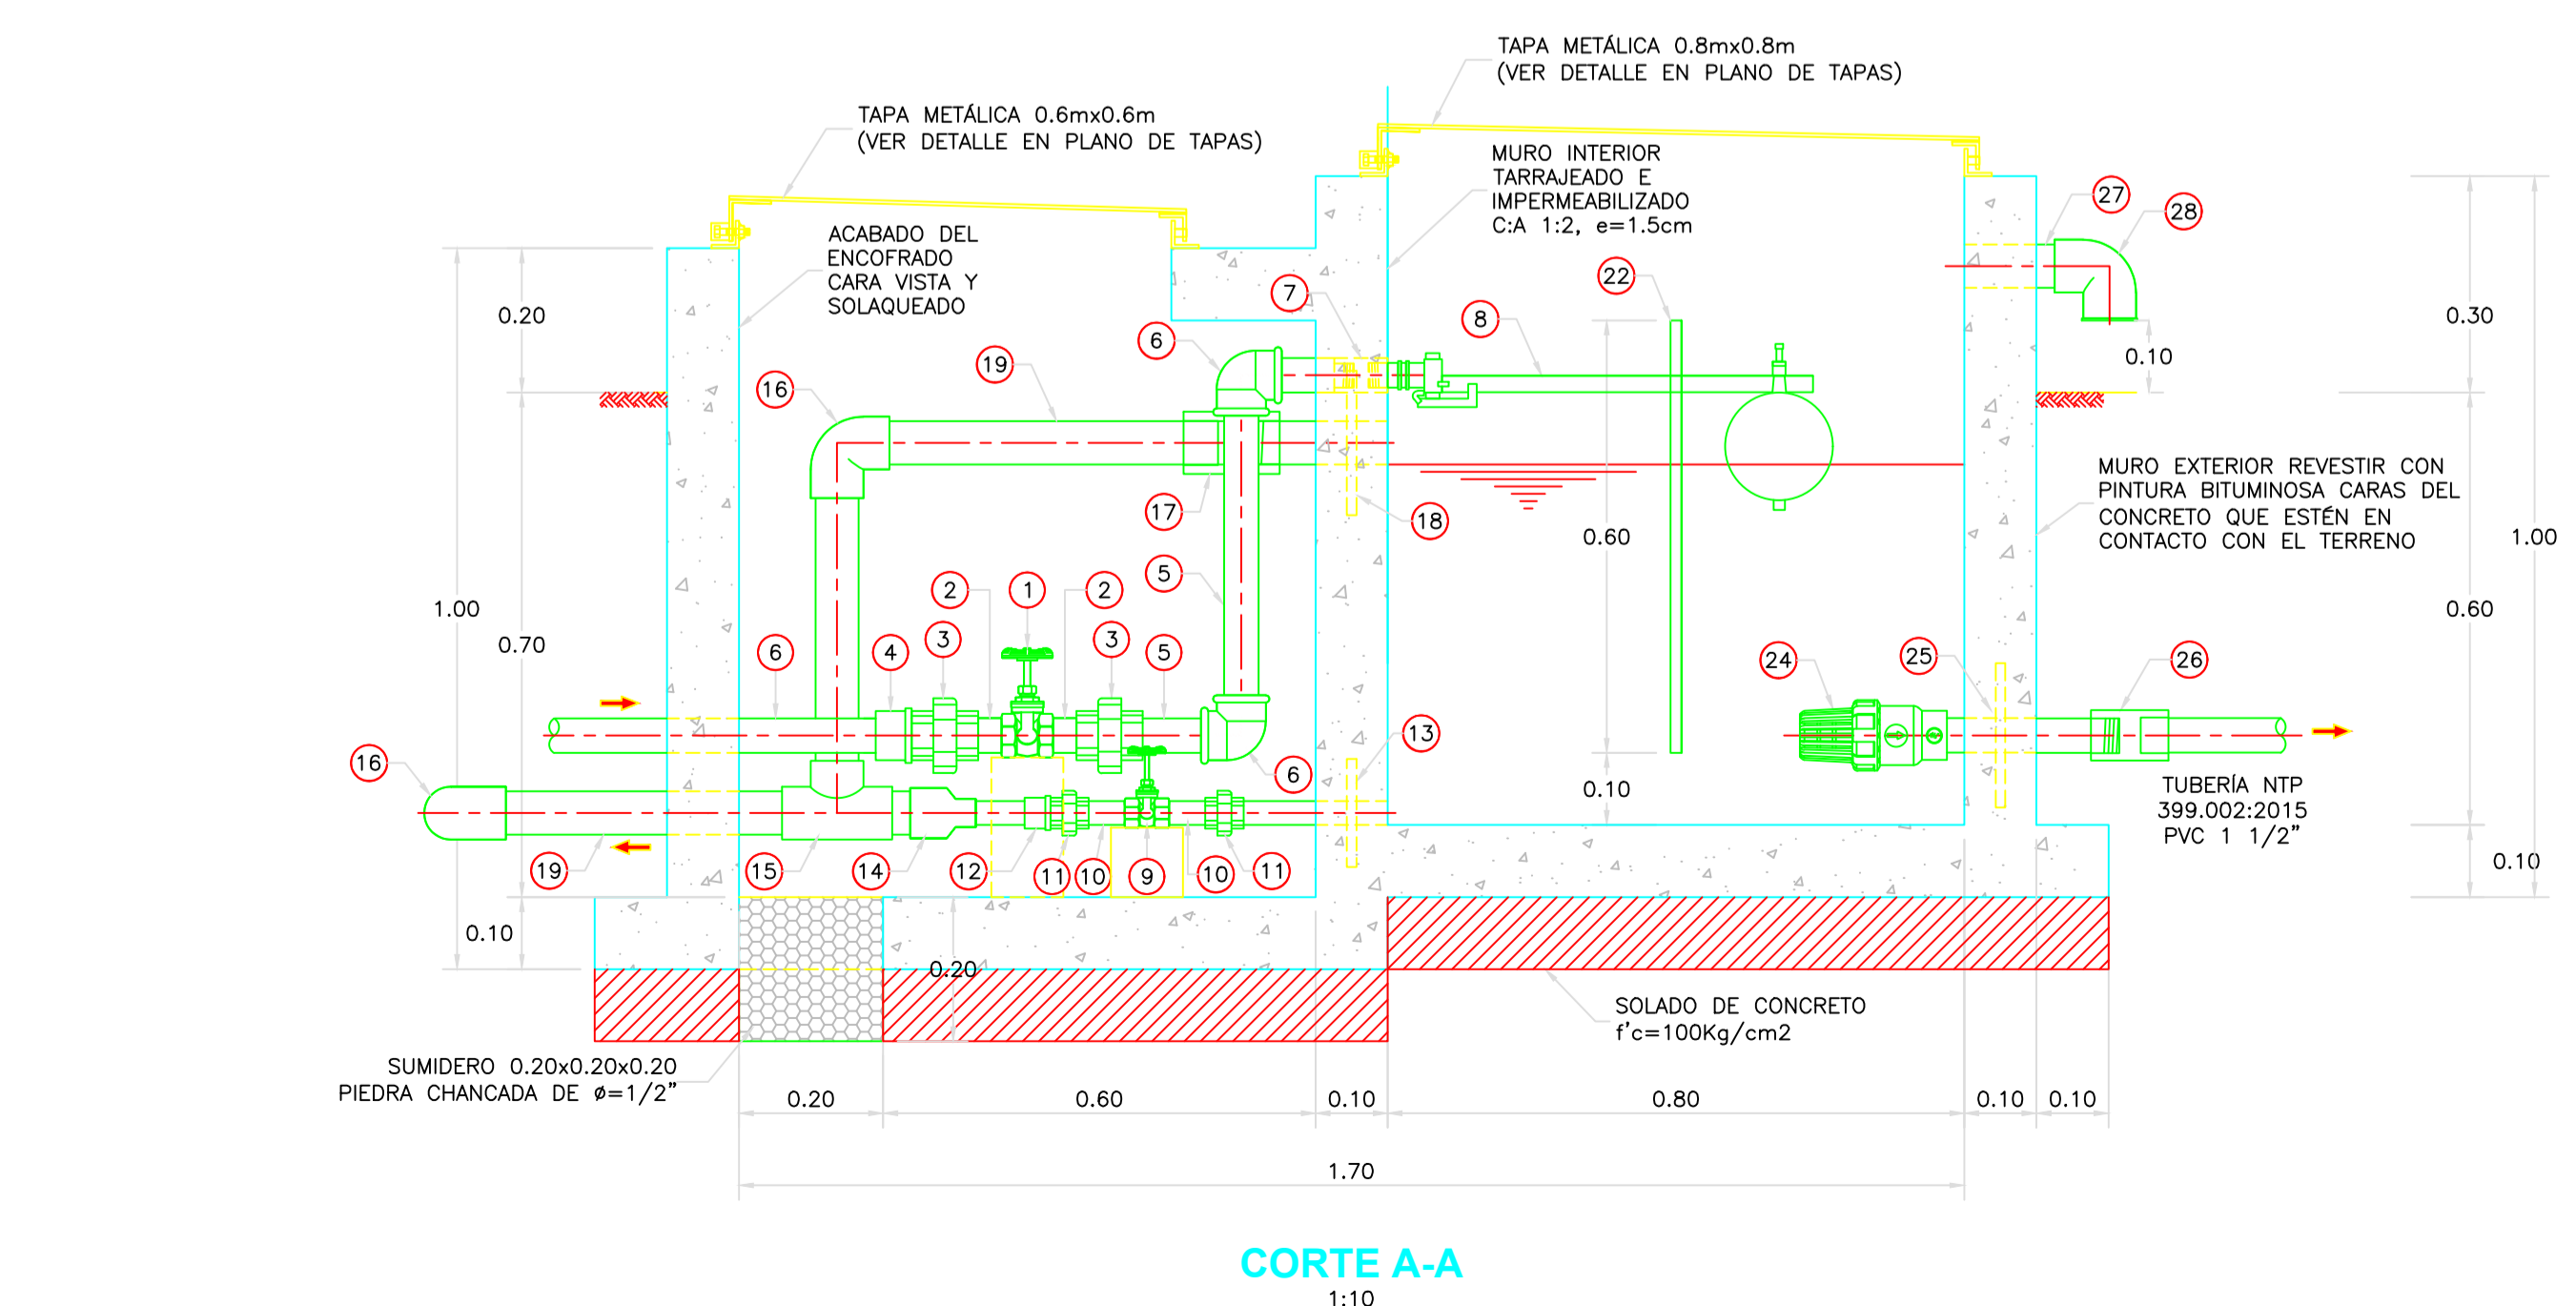 TAPA METÁLICA 0.8mx0.8m
(VER DETALLE EN PLANO DE TAPAS)
TAPA METÁLICA 0.6mx0.6m
(VER DETALLE EN PLANO DE TAPAS)
MURO INTERIOR
TARRAJEADO E
IMPERMEABILIZADO
C:A 1:2, e=1.5cm
ACABADO DEL
ENCOFRADO
CARA VISTA Y
SOLAQUEADO
27
28
22
7
8
6
19
16
0.20
0.30
0.10
MURO EXTERIOR REVESTIR CON
PINTURA BITUMINOSA CARAS DEL
CONCRETO QUE ESTÉN EN
CONTACTO CON EL TERRENO
17
18
0.60
1.00
5
2
1
2
1.00
0.60
0.70
6
4
3
3
5
24
25
26
16
13
6
0.10
TUBERÍA NTP
399.002:2015
PVC 1 1/2"
19
15
14
12
11
10
9
10
11
0.10
0.10
0.20
SOLADO DE CONCRETO
f'c=100Kg/cm2
SUMIDERO 0.20x0.20x0.20
PIEDRA CHANCADA DE ø=1/2"
0.20
0.60
0.10
0.80
0.10
0.10
1.70
CORTE A-A
1:10